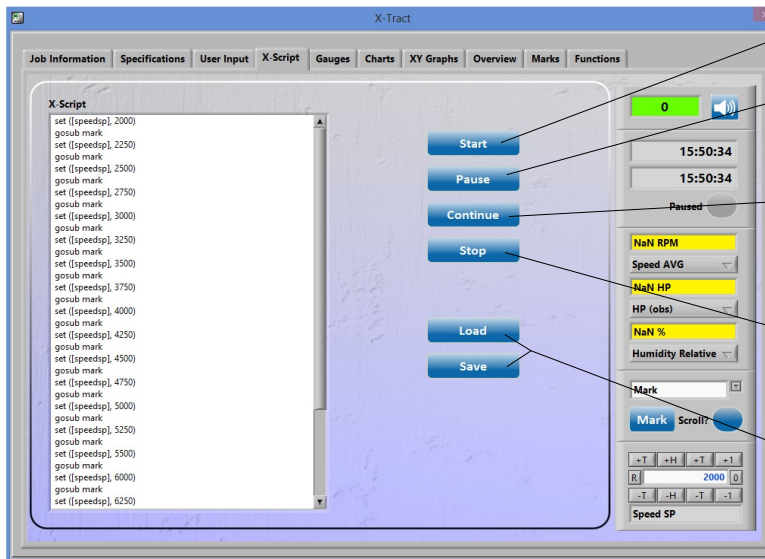 X-Tract
x
Job Information Specifications User Input X-Script Gauges Charts XY Graphs Overview Marks Functions
X-Script
set ([speedsp], 2000)
gosub mark
set ([speedsp], 2250)
gosub mark
set ([speedsp], 2500)
gosub mark
set ([speedsp], 2750)
gosub mark
set ([speedsp], 3000)
gosub mark
set ([speedsp], 3250)
gosub mark
set ([speedsp], 3500)
gosub mark
set ([speedsp], 3750)
gosub mark
set ([speedsp], 4000)
gosub mark
set ([speedsp], 4250)
gosub mark
set ([speedsp], 4500)
gosub mark
set ([speedsp], 4750)
gosub mark
set ([speedsp], 5000)
gosub mark
set ([speedsp], 5250)
gosub mark
set ([speedsp], 5500)
gosub mark
set ([speedsp], 6000)
gosub mark
set ([speedsp], 6250)
Start
Pause
Continue
Stop
Load
Save
0
15:50:34
15:50:34
Paused
NaN RPM
Speed AVG
NaN HP
HP (obs)
NaN %
Humidity Relative
Mark
Mark Scroll?
+T +H +T +1
R 2000 0
-T -H -T -1
Speed SP